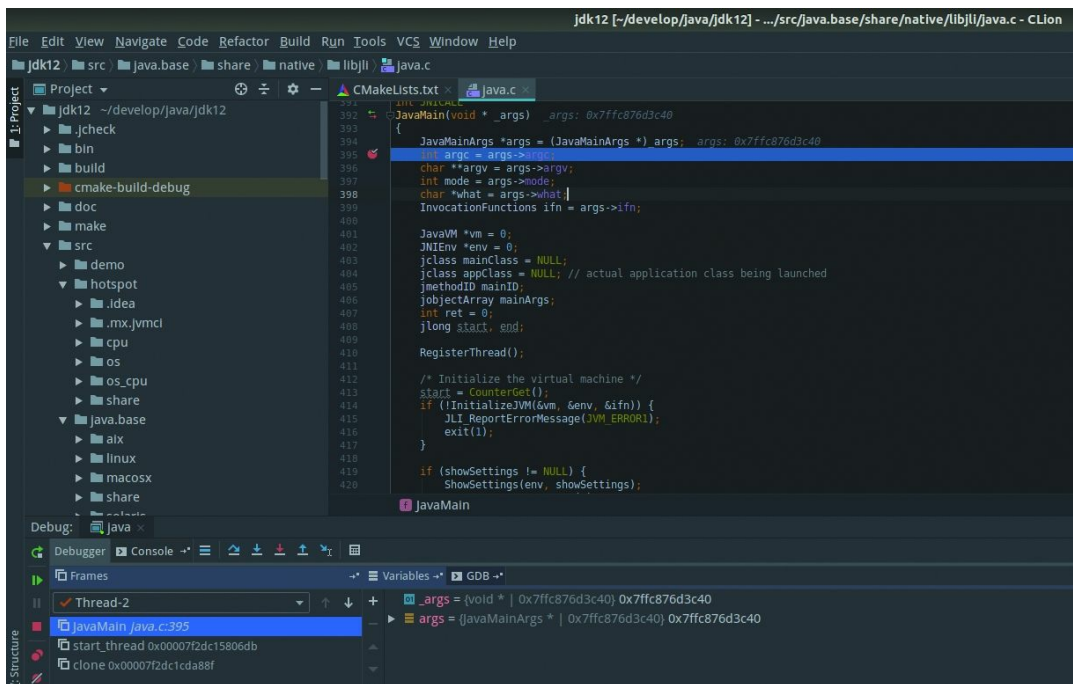 jdk12 [~/develop/java/jdk12] - .../src/java.base/share/native/libjli/java.c - CLion
File Edit View Navigate Code Refactor Build Run Tools VCS Window Help
jdk12 src java.base share native libjli java.c
1: Project
Project
jdk12 ~/develop/java/jdk12
.jcheck
bin
build
cmake-build-debug
doc
make
src
demo
hotspot
.idea
.mx.jvmci
cpu
os
os_cpu
share
java.base
aix
linux
macosx
share
solaris
CMakeLists.txt java.c
391 int JNICALL
392 JavaMain(void * _args) _args: 0x7ffc876d3c40
393 {
394 JavaMainArgs *args = (JavaMainArgs *)_args; args: 0x7ffc876d3c40
395 int argc = args->argc;
396 char **argv = args->argv;
397 int mode = args->mode;
398 char *what = args->what;
399 InvocationFunctions ifn = args->ifn;
400
401 JavaVM *vm = 0;
402 JNIEnv *env = 0;
403 jclass mainClass = NULL;
404 jclass appClass = NULL; // actual application class being launched
405 jmethodID mainID;
406 jobjectArray mainArgs;
407 int ret = 0;
408 jlong start, end;
409
410 RegisterThread();
411
412 /* Initialize the virtual machine */
413 start = CounterGet();
414 if (!InitializeJVM(&vm, &env, &ifn)) {
415 JLI_ReportErrorMessage(JVM_ERROR1);
416 exit(1);
417 }
418
419 if (showSettings != NULL) {
420 ShowSettings(env, showSettings);
f JavaMain
Debug: java
Debugger Console
Frames
Variables GDB
Thread-2
JavaMain java.c:395
start_thread 0x00007f2dc15806db
clone 0x00007f2dc1cda88f
_args = {void * | 0x7ffc876d3c40} 0x7ffc876d3c40
args = {JavaMainArgs * | 0x7ffc876d3c40} 0x7ffc876d3c40
Structure